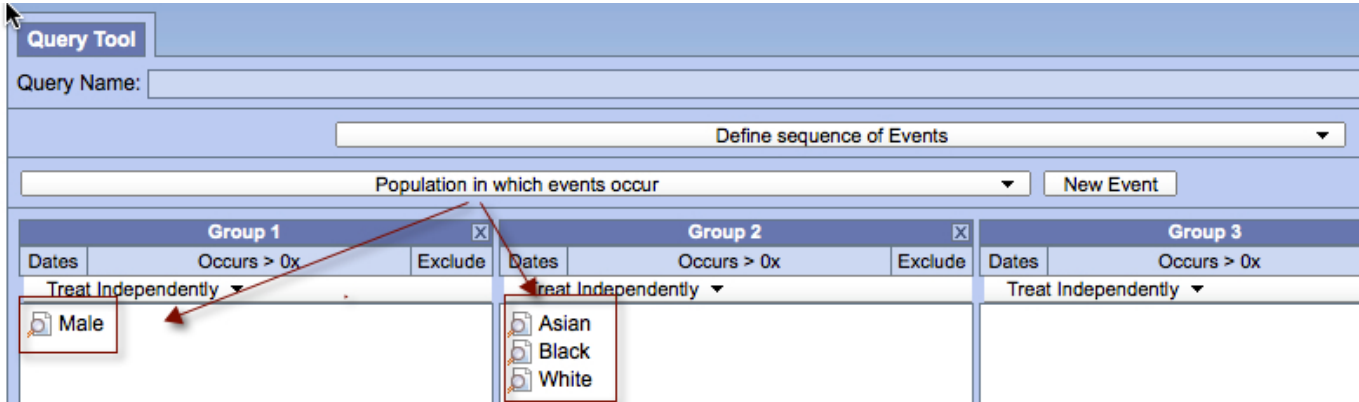 Query Tool
Query Name:
Define sequence of Events
Population in which events occur New Event
Group 1 X Group 2 X Group 3
Dates Occurs > 0x Exclude Dates Occurs > 0x Exclude Dates Occurs > 0x
Treat Independently Treat Independently Treat Independently
Male Asian
Black
White